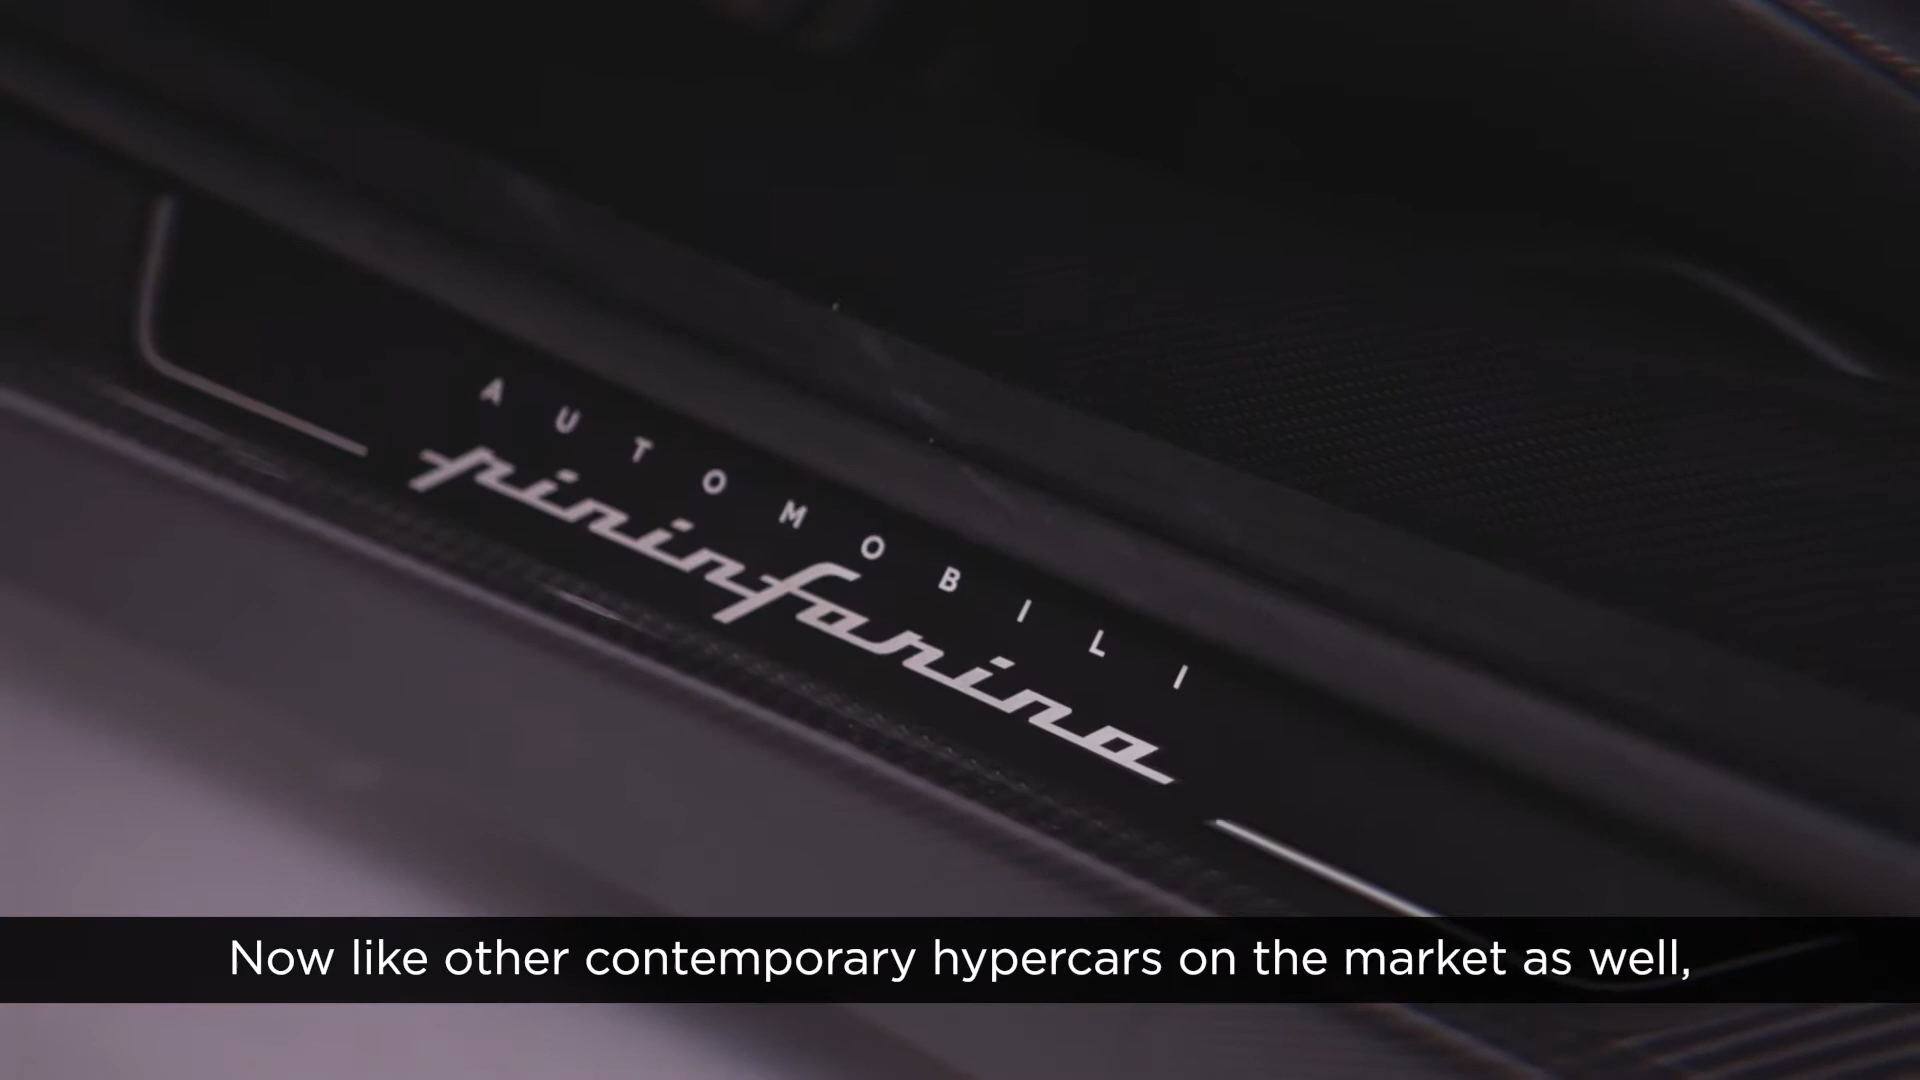 AUTOMOBILI
pininfarina
Now like other contemporary hypercars on the market as well,